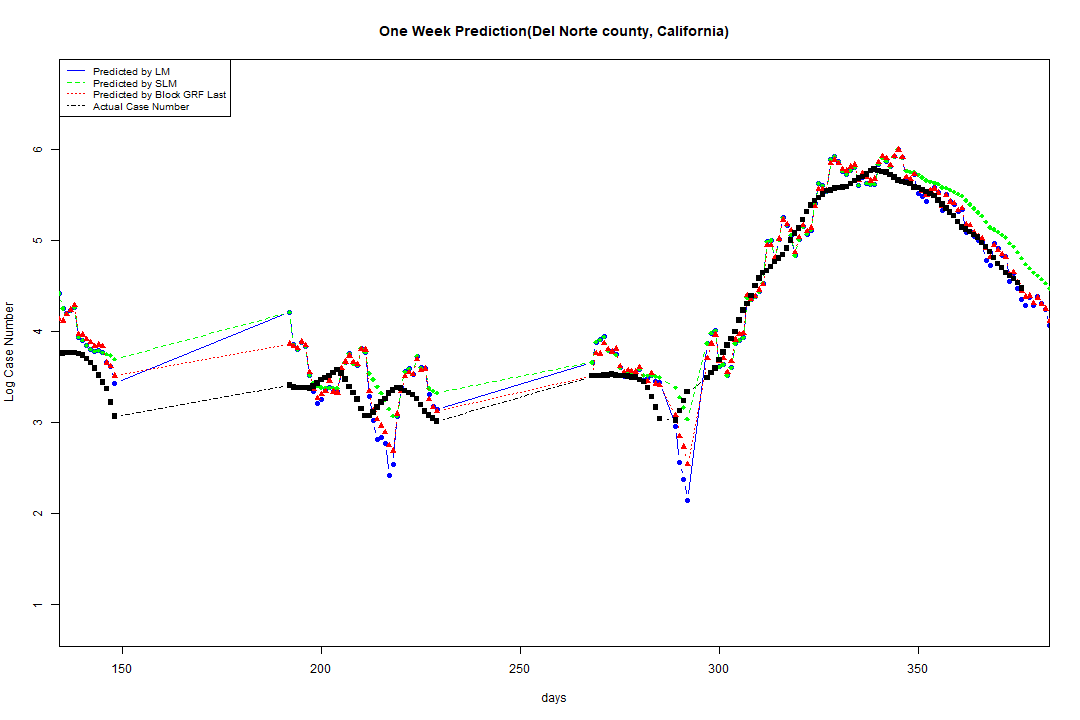 One Week Prediction(Del Norte county, California)
Predicted by LM
Predicted by SLM
Predicted by Block GRF Last
Actual Case Number
6
5
4
3
2
1
Log Case Number
150 200 250 300 350
days